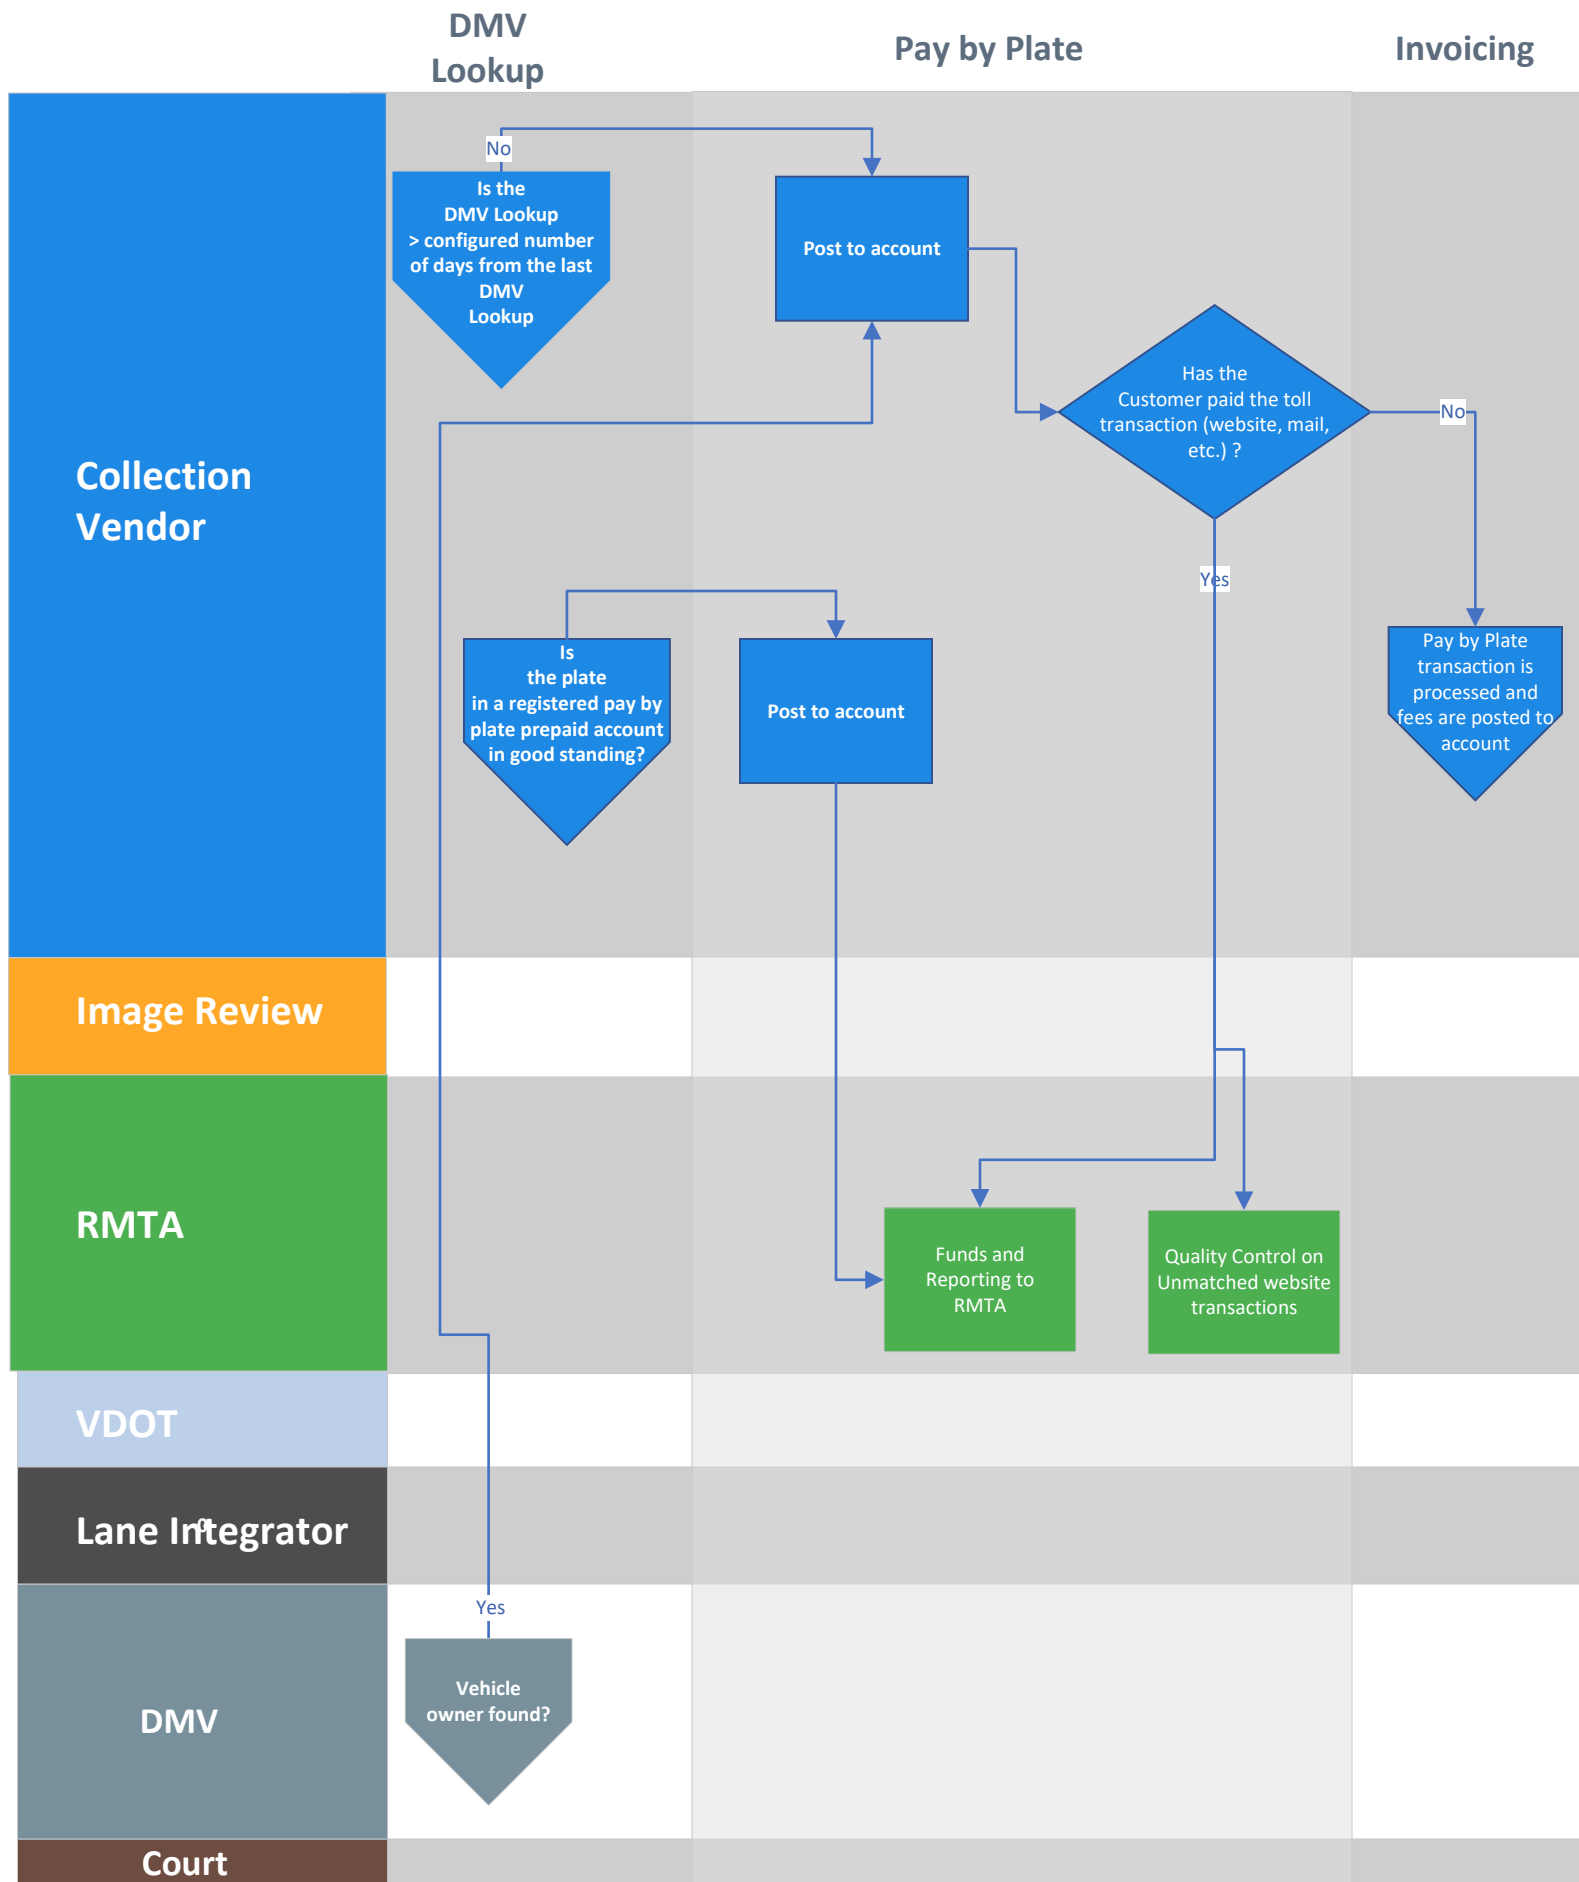 DMV
Lookup
Pay by Plate
Invoicing
No
Is the
DMV Lookup
> configured number
of days from the last
DMV
Lookup
Post to account
Has the
Customer paid the toll
transaction (website, mail,
etc.) ?
No
Collection
Vendor
Yes
Is
the plate
in a registered pay by
plate prepaid account
in good standing?
Post to account
Pay by Plate
transaction is
processed and
fees are posted to
account
Image Review
RMTA
Funds and
Reporting to
RMTA
Quality Control on
Unmatched website
transactions
VDOT
Lane Integrator
Yes
Vehicle
owner found?
DMV
Court